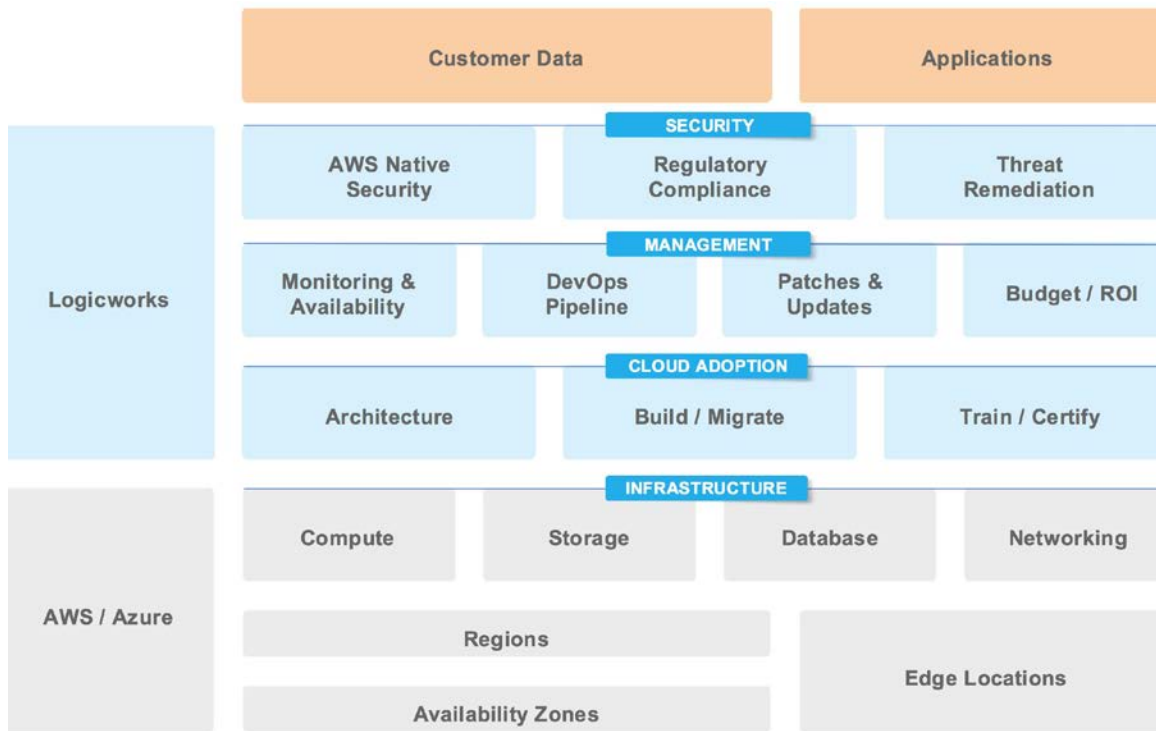 Customer Data
Applications
SECURITY
AWS Native
Security
Regulatory
Compliance
Threat
Remediation
Logicworks
MANAGEMENT
Monitoring &
Availability
DevOps
Pipeline
Patches &
Updates
Budget / ROI
CLOUD ADOPTION
Architecture
Build / Migrate
Train / Certify
INFRASTRUCTURE
Compute
Storage
Database
Networking
AWS / Azure
Regions
Edge Locations
Availability Zones